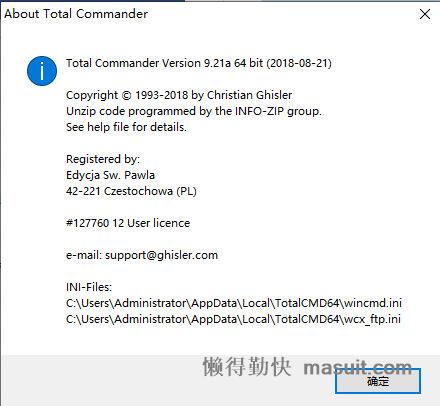 About Total Commander
Total Commander Version 9.21a 64 bit (2018-08-21)
Copyright © 1993-2018 by Christian Ghisler
Unzip code programmed by the INFO-ZIP group.
See help file for details.
Registered by:
Edycja Sw. Pawla
42-221 Czestochowa (PL)
#127760 12 User licence
e-mail: support@ghisler.com
INI-Files:
C:\Users\Administrator\AppData\Local\TotalCMD64\wincmd.ini
C:\Users\Administrator\AppData\Local\TotalCMD64\wcx_ftp.ini
懒得勤快 masuit.com
确定